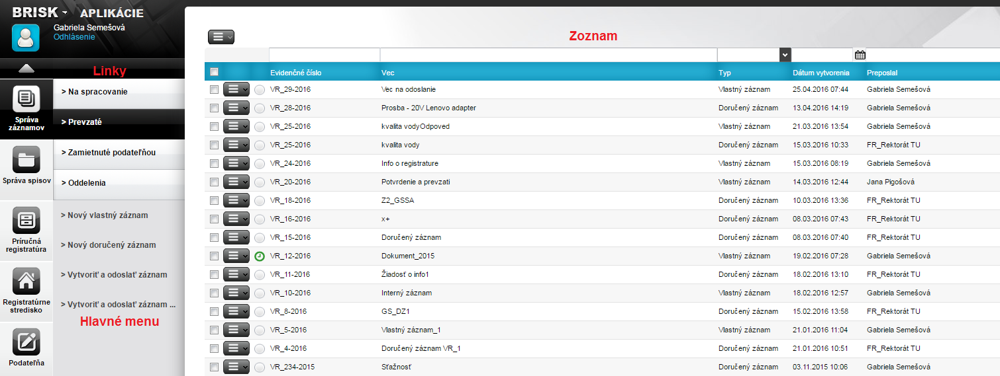 BRISK APLIKÁCIE
Gabriela Semešová
Odhlásenie
Linky
Správa záznamov
Správa spisov
Príručná registratúra
Registratúrne stredisko
Podateľňa
> Na spracovanie
> Prevzaté
> Zamietnuté podateľňou
> Oddelenia
> Nový vlastný záznam
> Nový doručený záznam
> Vytvoriť a odoslať záznam
> Vytvoriť a odoslať záznam ...
Hlavné menu
Zoznam
Evidenčné číslo Vec Typ Dátum vytvorenia Preposlal
VR_29-2016 Vec na odoslanie Vlastný záznam 25.04.2016 07:44 Gabriela Semešová
VR_28-2016 Prosba - 20V Lenovo adapter Doručený záznam 13.04.2016 14:19 Gabriela Semešová
VR_25-2016 kvalita vodyOdpoved Vlastný záznam 21.03.2016 13:54 Gabriela Semešová
VR_25-2016 kvalita vody Doručený záznam 15.03.2016 10:33 FR_Rektorát TU
VR_24-2016 Info o registrature Vlastný záznam 15.03.2016 08:19 Gabriela Semešová
VR_20-2016 Potvrdenie a prevzati Vlastný záznam 14.03.2016 12:44 Jana Pigošová
VR_18-2016 Z2_GSSA Doručený záznam 10.03.2016 13:36 FR_Rektorát TU
VR_16-2016 x+ Doručený záznam 08.03.2016 07:43 FR_Rektorát TU
VR_15-2016 Doručený záznam Doručený záznam 08.03.2016 07:40 FR_Rektorát TU
VR_12-2016 Dokument_2015 Vlastný záznam 19.02.2016 07:28 Gabriela Semešová
VR_11-2016 Žiadosť o info1 Doručený záznam 18.02.2016 13:10 FR_Rektorát TU
VR_10-2016 Interný záznam Vlastný záznam 18.02.2016 12:57 Gabriela Semešová
VR_8-2016 GS_DZ1 Doručený záznam 15.02.2016 13:58 FR_Rektorát TU
VR_5-2016 Vlastný záznam_1 Vlastný záznam 21.01.2016 11:04 Gabriela Semešová
VR_4-2016 Doručený záznam VR_1 Doručený záznam 21.01.2016 10:51 FR_Rektorát TU
VR_234-2015 Sťažnosť Doručený záznam 03.11.2015 10:06 Gabriela Semešová